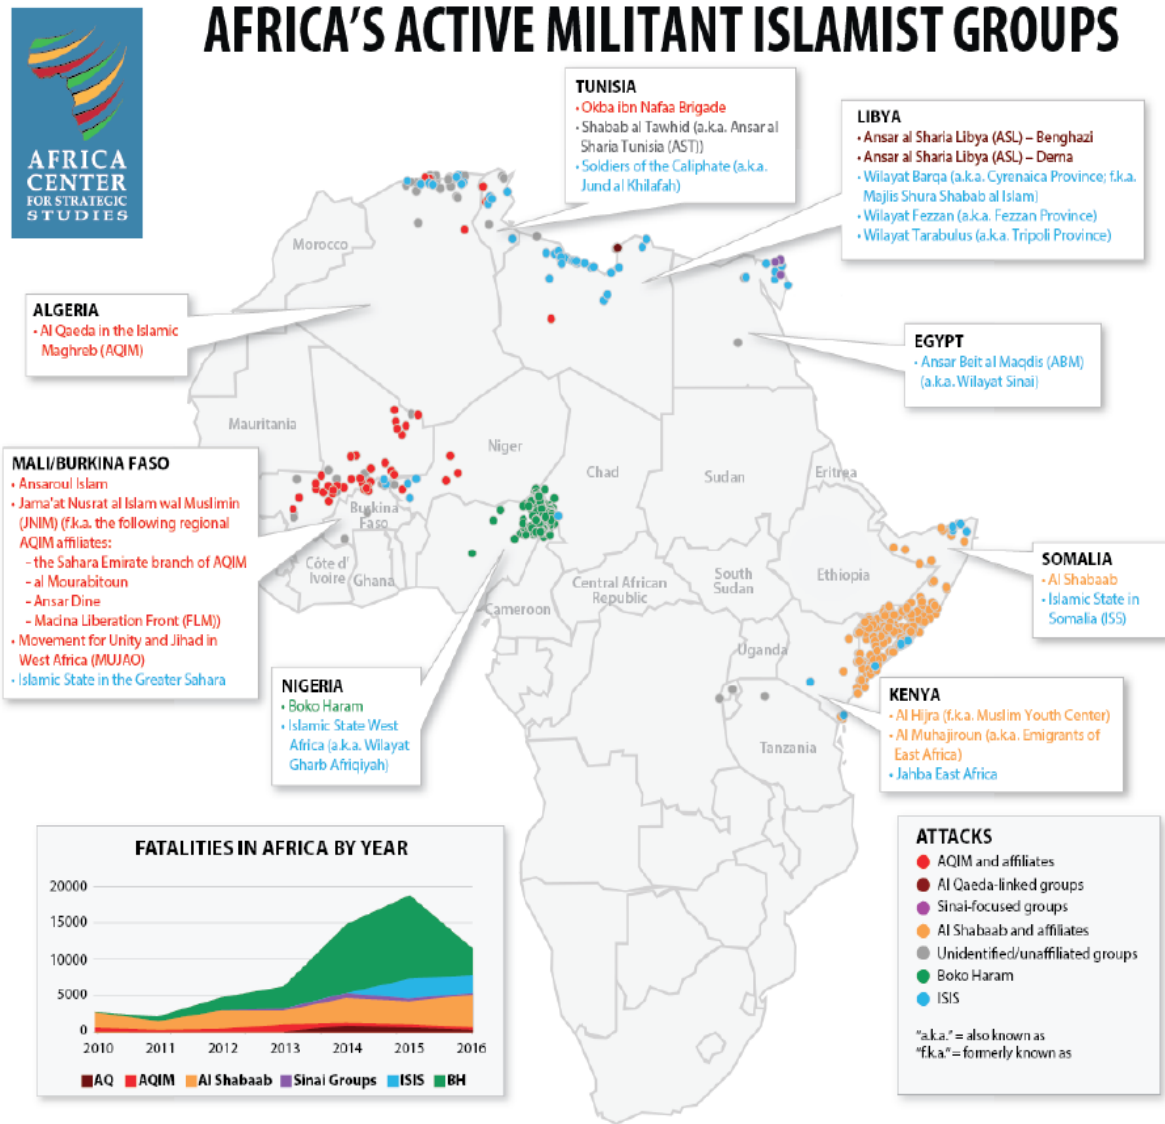 AFRICA'S ACTIVE MILITANT ISLAMIST GROUPS
AFRICA
CENTER
FOR STRATEGIC
STUDIES
TUNISIA
• Okba ibn Nafaa Brigade
• Shabab al Tawhid (a.k.a. Ansar al
Sharia Tunisia (AST))
• Soldiers of the Caliphate (a.k.a.
Jund al Khilafah)
LIBYA
• Ansar al Sharia Libya (ASL) – Benghazi
• Ansar al Sharia Libya (ASL) – Derna
• Wilayat Barqa (a.k.a. Cyrenaica Province; f.k.a.
Majlis Shura Shabab al Islam)
• Wilayat Fezzan (a.k.a. Fezzan Province)
• Wilayat Tarabulus (a.k.a. Tripoli Province)
Morocco
ALGERIA
• Al Qaeda in the Islamic
Maghreb (AQIM)
EGYPT
• Ansar Beit al Maqdis (ABM)
(a.k.a. Wilayat Sinai)
Mauritania
Niger
Chad
Sudan
Eritrea
MALI/BURKINA FASO
• Ansaroul Islam
• Jama'at Nusrat al Islam wal Muslimin
(JNIM) (f.k.a. the following regional
AQIM affiliates:
– the Sahara Emirate branch of AQIM
– al Mourabitoun
– Ansar Dine
– Macina Liberation Front (FLM))
• Movement for Unity and Jihad in
West Africa (MUJAO)
• Islamic State in the Greater Sahara
Burkina
Faso
Côte d'
Ivoire
Ghana
Cameroon
Central African
Republic
South
Sudan
Ethiopia
Uganda
Tanzania
SOMALIA
• Al Shabaab
• Islamic State in
Somalia (ISS)
NIGERIA
• Boko Haram
• Islamic State West
Africa (a.k.a. Wilayat
Gharb Afriqiyah)
KENYA
• Al Hijra (f.k.a. Muslim Youth Center)
• Al Muhajiroun (a.k.a. Emigrants of
East Africa)
• Jahba East Africa
FATALITIES IN AFRICA BY YEAR
20000
15000
10000
5000
0
2010 2011 2012 2013 2014 2015 2016
AQ AQIM Al Shabaab Sinai Groups ISIS BH
ATTACKS
AQIM and affiliates
Al Qaeda-linked groups
Sinai-focused groups
Al Shabaab and affiliates
Unidentified/unaffiliated groups
Boko Haram
ISIS
"a.k.a." = also known as
"f.k.a." = formerly known as